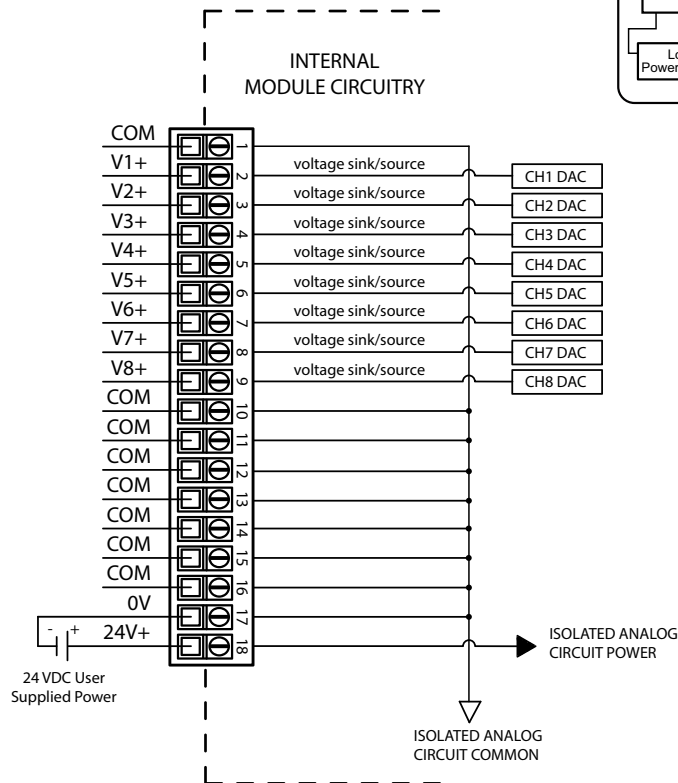 INTERNAL
MODULE CIRCUITRY
COM
1
V1+
2
voltage sink/source
CH1 DAC
V2+
3
voltage sink/source
CH2 DAC
V3+
4
voltage sink/source
CH3 DAC
V4+
5
voltage sink/source
CH4 DAC
V5+
6
voltage sink/source
CH5 DAC
V6+
7
voltage sink/source
CH6 DAC
V7+
8
voltage sink/source
CH7 DAC
V8+
9
voltage sink/source
CH8 DAC
COM
10
COM
11
COM
12
COM
13
COM
14
COM
15
COM
16
0V
17
- +
24V+
18
24 VDC User
Supplied Power
ISOLATED ANALOG
CIRCUIT POWER
ISOLATED ANALOG
CIRCUIT COMMON
Power